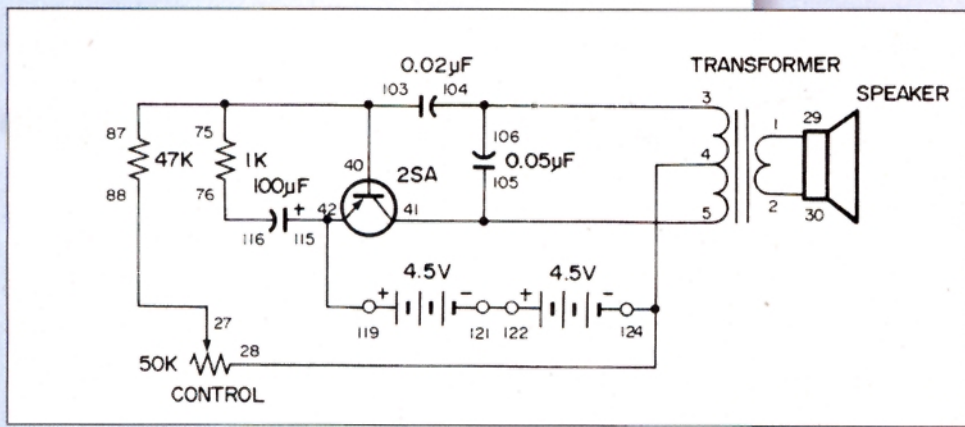 0.02µF
TRANSFORMER
SPEAKER
103 104
3
87
75
106
1
29
47K
1K
40
0.05µF
4
88
76
100µF
2SA
105
+
42
41
5
2
30
116
115
4.5V
4.5V
+
-
+
-
119
121
122
124
27
28
50K
CONTROL